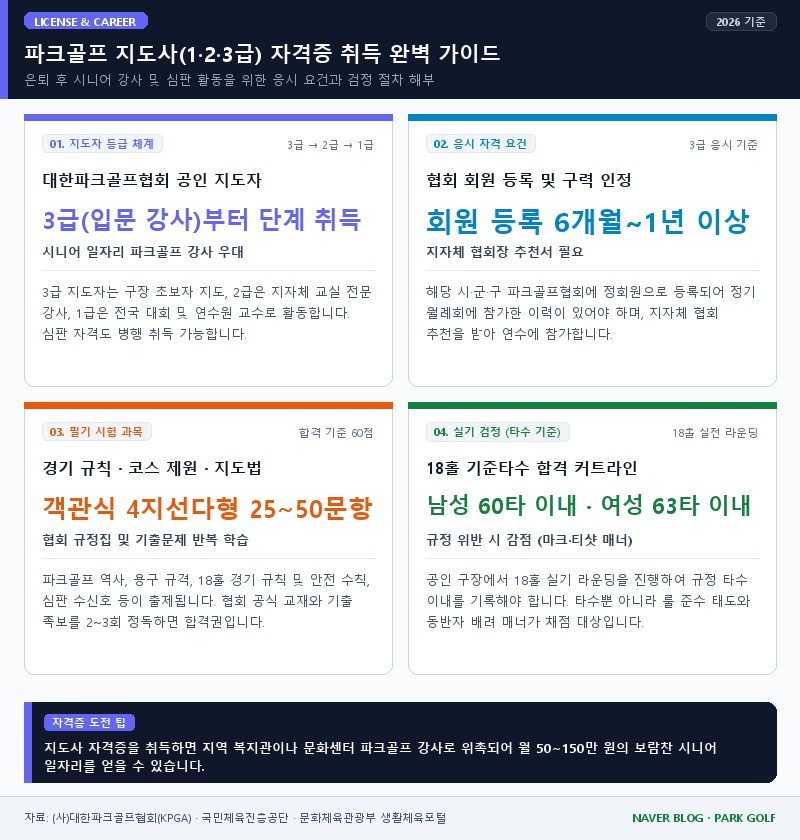 LICENSE & CAREER
2026 기준
파크골프 지도사(1·2·3급) 자격증 취득 완벽 가이드
은퇴 후 시니어 강사 및 심판 활동을 위한 응시 요건과 검정 절차 해부
01. 지도자 등급 체계
3급 → 2급 → 1급
대한파크골프협회 공인 지도자
3급(입문 강사)부터 단계 취득
시니어 일자리 파크골프 강사 우대
3급 지도자는 구장 초보자 지도, 2급은 지자체 교실 전문
강사, 1급은 전국 대회 및 연수원 교수로 활동합니다.
심판 자격도 병행 취득 가능합니다.
02. 응시 자격 요건
3급 응시 기준
협회 회원 등록 및 구력 인정
회원 등록 6개월~1년 이상
지자체 협회장 추천서 필요
해당 시·군·구 파크골프협회에 정회원으로 등록되어 정기
월례회에 참가한 이력이 있어야 하며, 지자체 협회
추천을 받아 연수에 참가합니다.
03. 필기 시험 과목
합격 기준 60점
경기 규칙 · 코스 제원 · 지도법
객관식 4지선다형 25~50문항
협회 규정집 및 기출문제 반복 학습
파크골프 역사, 용구 규격, 18홀 경기 규칙 및 안전 수칙,
심판 수신호 등이 출제됩니다. 협회 공식 교재와 기출
족보를 2~3회 정독하면 합격권입니다.
04. 실기 검정 (타수 기준)
18홀 실전 라운딩
18홀 기준타수 합격 커트라인
남성 60타 이내 · 여성 63타 이내
규정 위반 시 감점 (마크·티샷 매너)
공인 구장에서 18홀 실기 라운딩을 진행하여 규정 타수
이내를 기록해야 합니다. 타수뿐 아니라 룰 준수 태도와
동반자 배려 매너가 채점 대상입니다.
자격증 도전 팁
지도사 자격증을 취득하면 지역 복지관이나 문화센터 파크골프 강사로 위촉되어 월 50~150만 원의 보람찬 시니어
일자리를 얻을 수 있습니다.
자료: (사)대한파크골프협회(KPGA) · 국민체육진흥공단 · 문화체육관광부 생활체육포털
NAVER BLOG · PARK GOLF